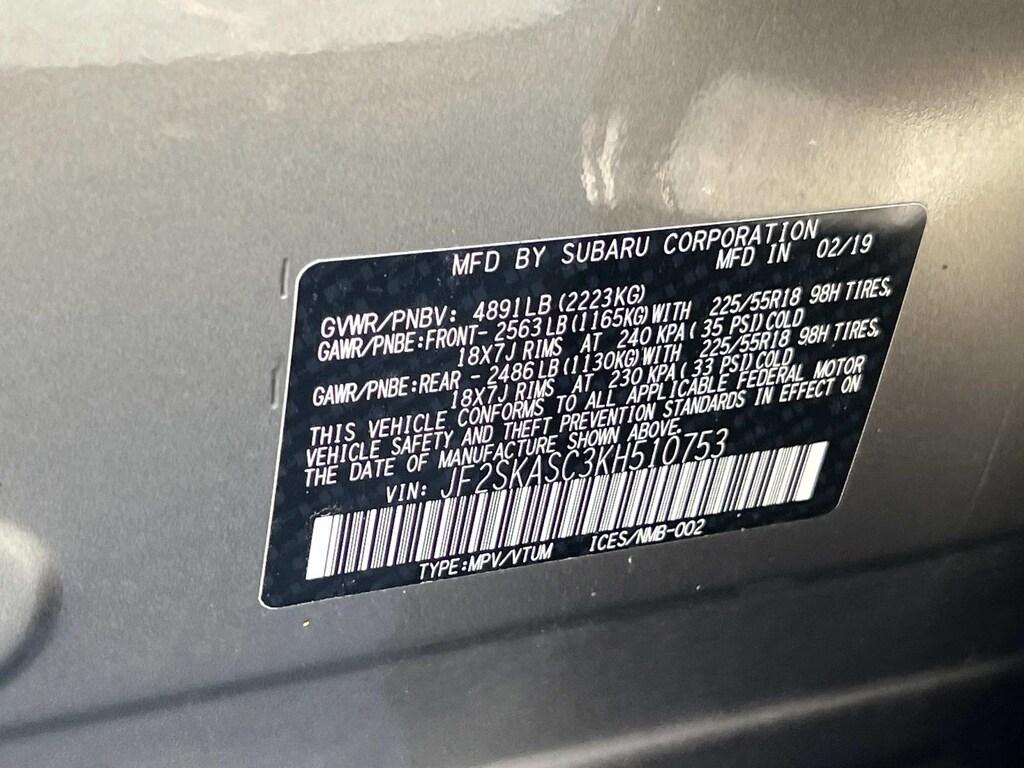 MFD BY SUBARU CORPORATION
MFD IN 02/19
GVWR/PNBV: 4891LB (2223KG)
GAWR/PNBE:FRONT- 2563LB(1165KG)WITH 225/55R18 98H TIRES,
18X7J RIMS AT 240 KPA(35 PSI)COLD
GAWR/PNBE:REAR - 2486LB(1130KG)WITH 225/55R18 98H TIRES,
18X7J RIMS AT 230 KPA(33 PSI)COLD
THIS VEHICLE CONFORMS TO ALL APPLICABLE FEDERAL MOTOR
VEHICLE SAFETY AND THEFT PREVENTION STANDARDS IN EFFECT ON
THE DATE OF MANUFACTURE SHOWN ABOVE.
VIN: JF2SKASC3KH510753
TYPE:MPV/VTUM ICES/NMB-002